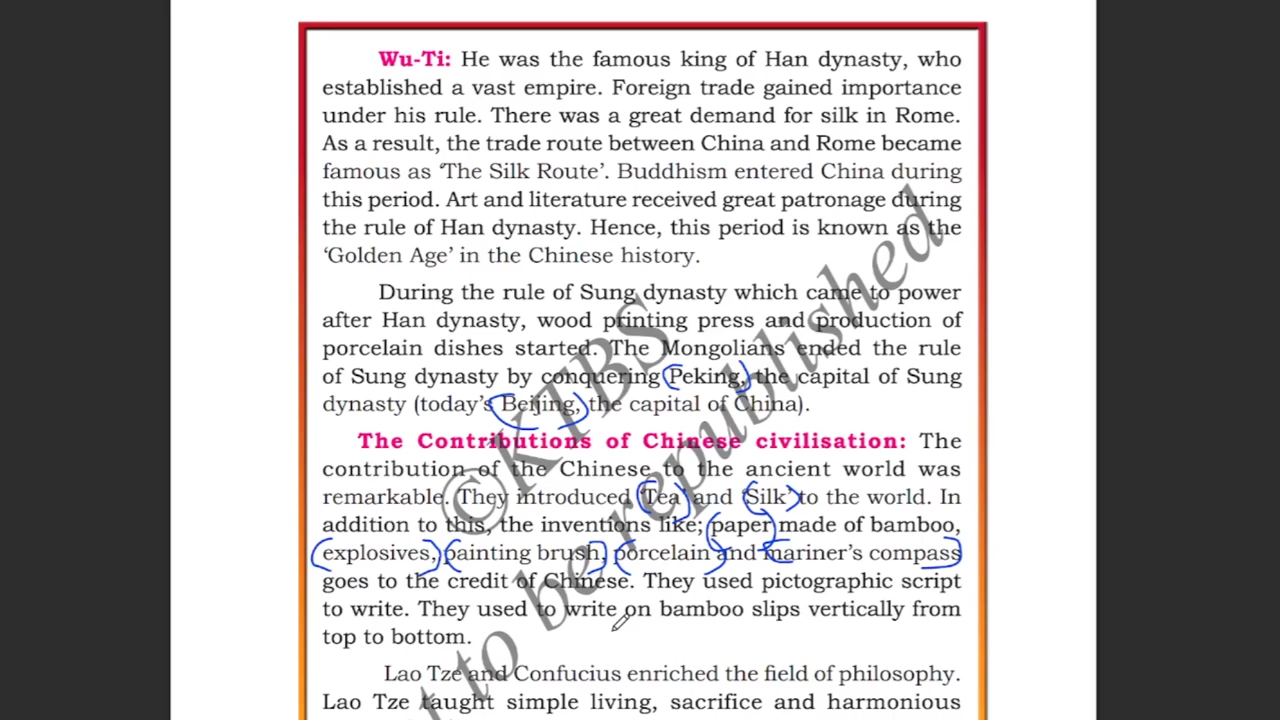 Wu-Ti: He was the famous king of Han dynasty, who
established a vast empire. Foreign trade gained importance
under his rule. There was a great demand for silk in Rome.
As a result, the trade route between China and Rome became
famous as ‘The Silk Route’. Buddhism entered China during
this period. Art and literature received great patronage during
the rule of Han dynasty. Hence, this period is known as the
‘Golden Age’ in the Chinese history.
During the rule of Sung dynasty which came to power
after Han dynasty, wood printing press and production of
porcelain dishes started. The Mongolians ended the rule
of Sung dynasty by conquering Peking, the capital of Sung
dynasty (today’s Beijing, the capital of China).
The Contributions of Chinese civilisation: The
contribution of the Chinese to the ancient world was
remarkable. They introduced ‘Tea’ and ‘Silk’ to the world. In
addition to this, the inventions like; paper made of bamboo,
explosives, painting brush, porcelain and mariner’s compass
goes to the credit of Chinese. They used pictographic script
to write. They used to write on bamboo slips vertically from
top to bottom.
Lao Tze and Confucius enriched the field of philosophy.
Lao Tze taught simple living, sacrifice and harmonious
©KTBS
t to be republished